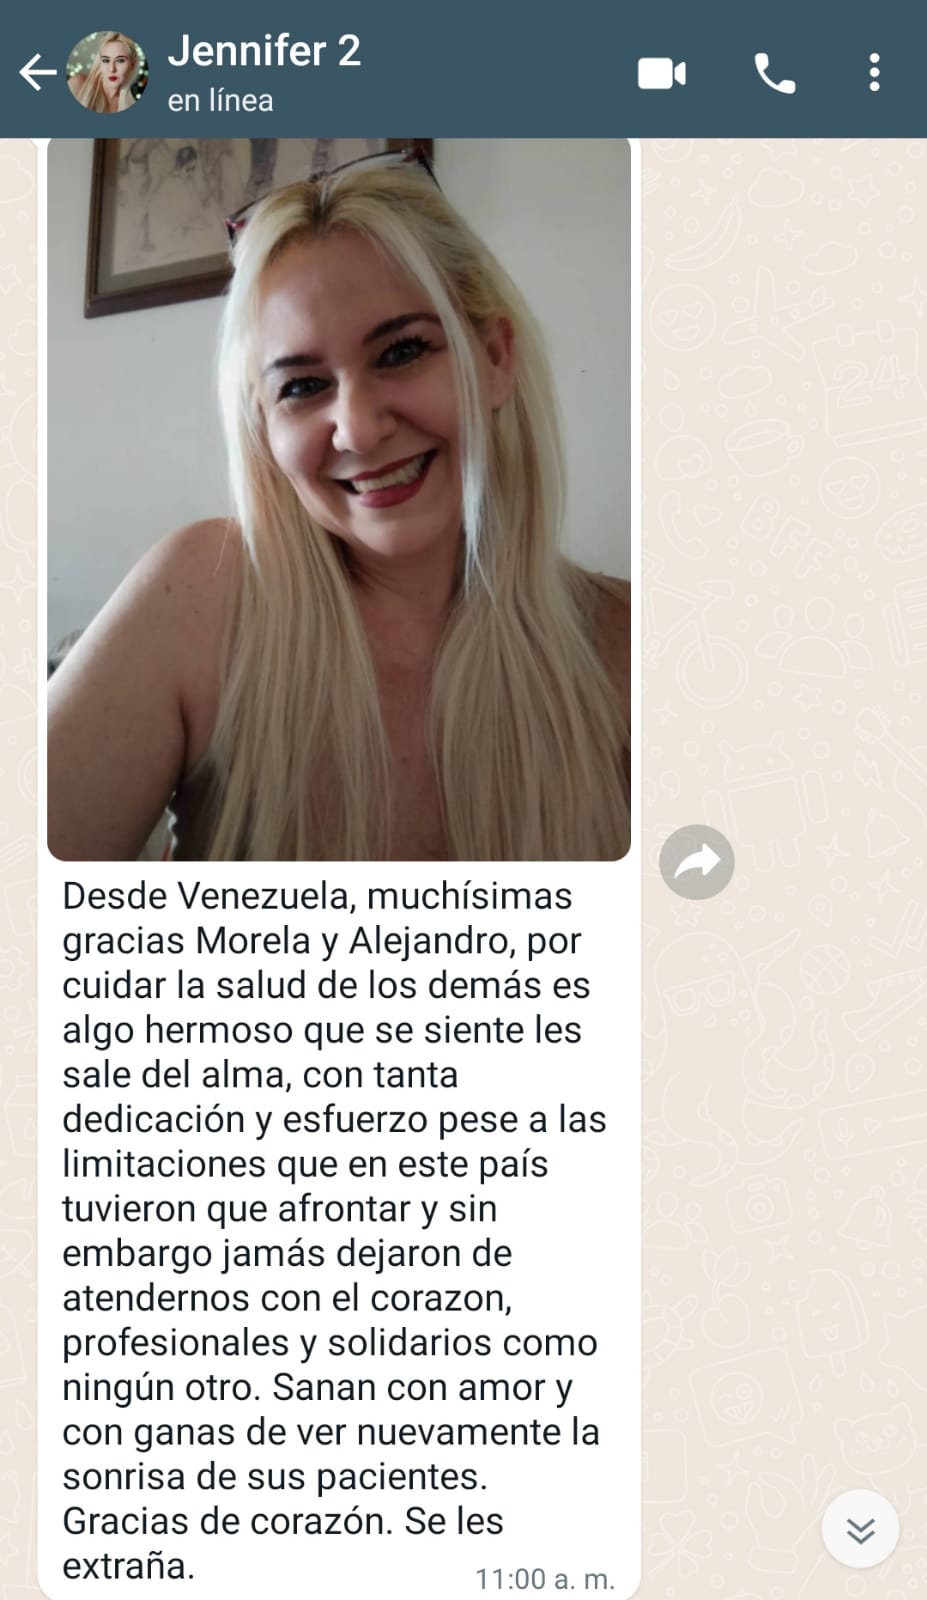 Jennifer 2
en línea
Desde Venezuela, muchísimas
gracias Morela y Alejandro, por
cuidar la salud de los demás es
algo hermoso que se siente les
sale del alma, con tanta
dedicación y esfuerzo pese a las
limitaciones que en este país
tuvieron que afrontar y sin
embargo jamás dejaron de
atendernos con el corazon,
profesionales y solidarios como
ningún otro. Sanan con amor y
con ganas de ver nuevamente la
sonrisa de sus pacientes.
Gracias de corazón. Se les
extraña.
11:00 a. m.
24
BFF